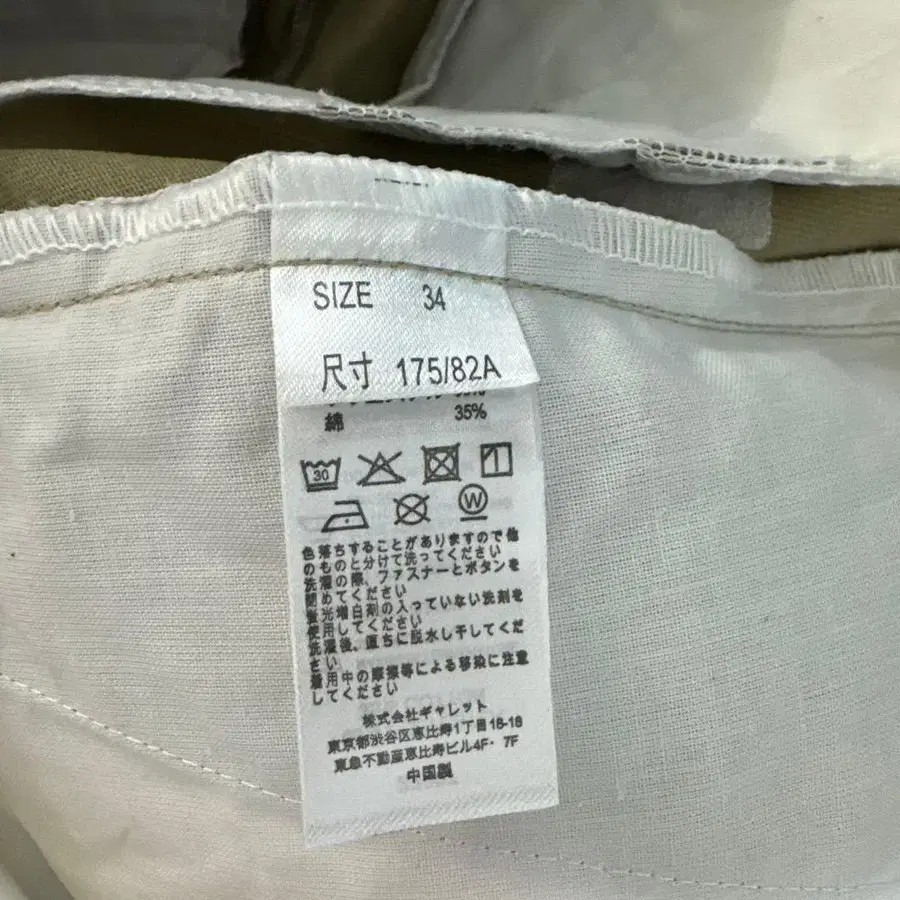 SIZE 34
尺寸 175/82A
綿 35%
30
W
色落ちすることがありますので他
のものと分けて洗ってください
洗濯の際、ファスナーとボタンを
閉めてください
蛍光増白剤の入っていない洗剤を
使用してください
洗濯後、直ちに脱水し干してくだ
さい
着用中の摩擦等による移染に注意
してください
株式会社ギャレット
東京都渋谷区恵比寿1丁目18-18
東急不動産恵比寿ビル4F・7F
中国製